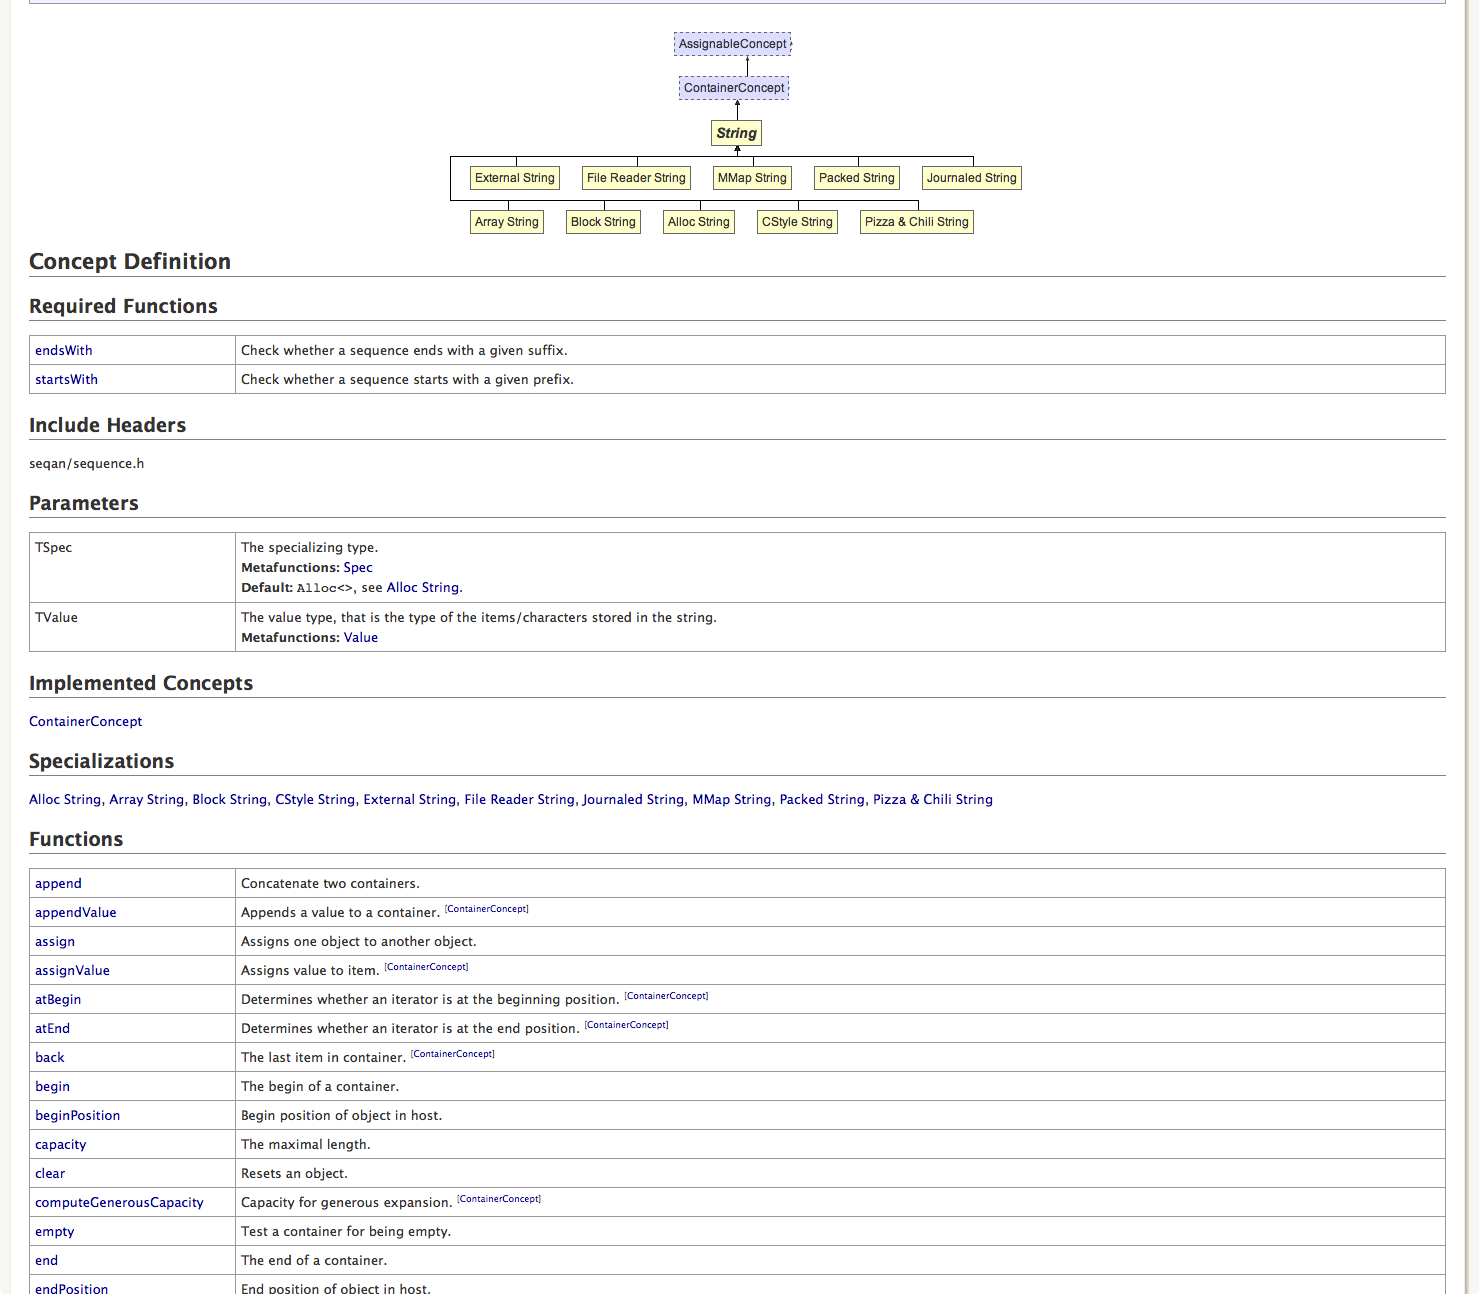 AssignableConcept
ContainerConcept
String
External String File Reader String MMap String Packed String Journaled String
Array String Block String Alloc String CStyle String Pizza & Chili String
Concept Definition
Required Functions
endsWith Check whether a sequence ends with a given suffix.
startsWith Check whether a sequence starts with a given prefix.
Include Headers
seqan/sequence.h
Parameters
TSpec The specializing type.
Metafunctions: Spec
Default: Alloc<>, see Alloc String.
TValue The value type, that is the type of the items/characters stored in the string.
Metafunctions: Value
Implemented Concepts
ContainerConcept
Specializations
Alloc String, Array String, Block String, CStyle String, External String, File Reader String, Journaled String, MMap String, Packed String, Pizza & Chili String
Functions
append Concatenate two containers.
appendValue Appends a value to a container. [ContainerConcept]
assign Assigns one object to another object.
assignValue Assigns value to item. [ContainerConcept]
atBegin Determines whether an iterator is at the beginning position. [ContainerConcept]
atEnd Determines whether an iterator is at the end position. [ContainerConcept]
back The last item in container. [ContainerConcept]
begin The begin of a container.
beginPosition Begin position of object in host.
capacity The maximal length.
clear Resets an object.
computeGenerousCapacity Capacity for generous expansion. [ContainerConcept]
empty Test a container for being empty.
end The end of a container.
endPosition End position of object in host.